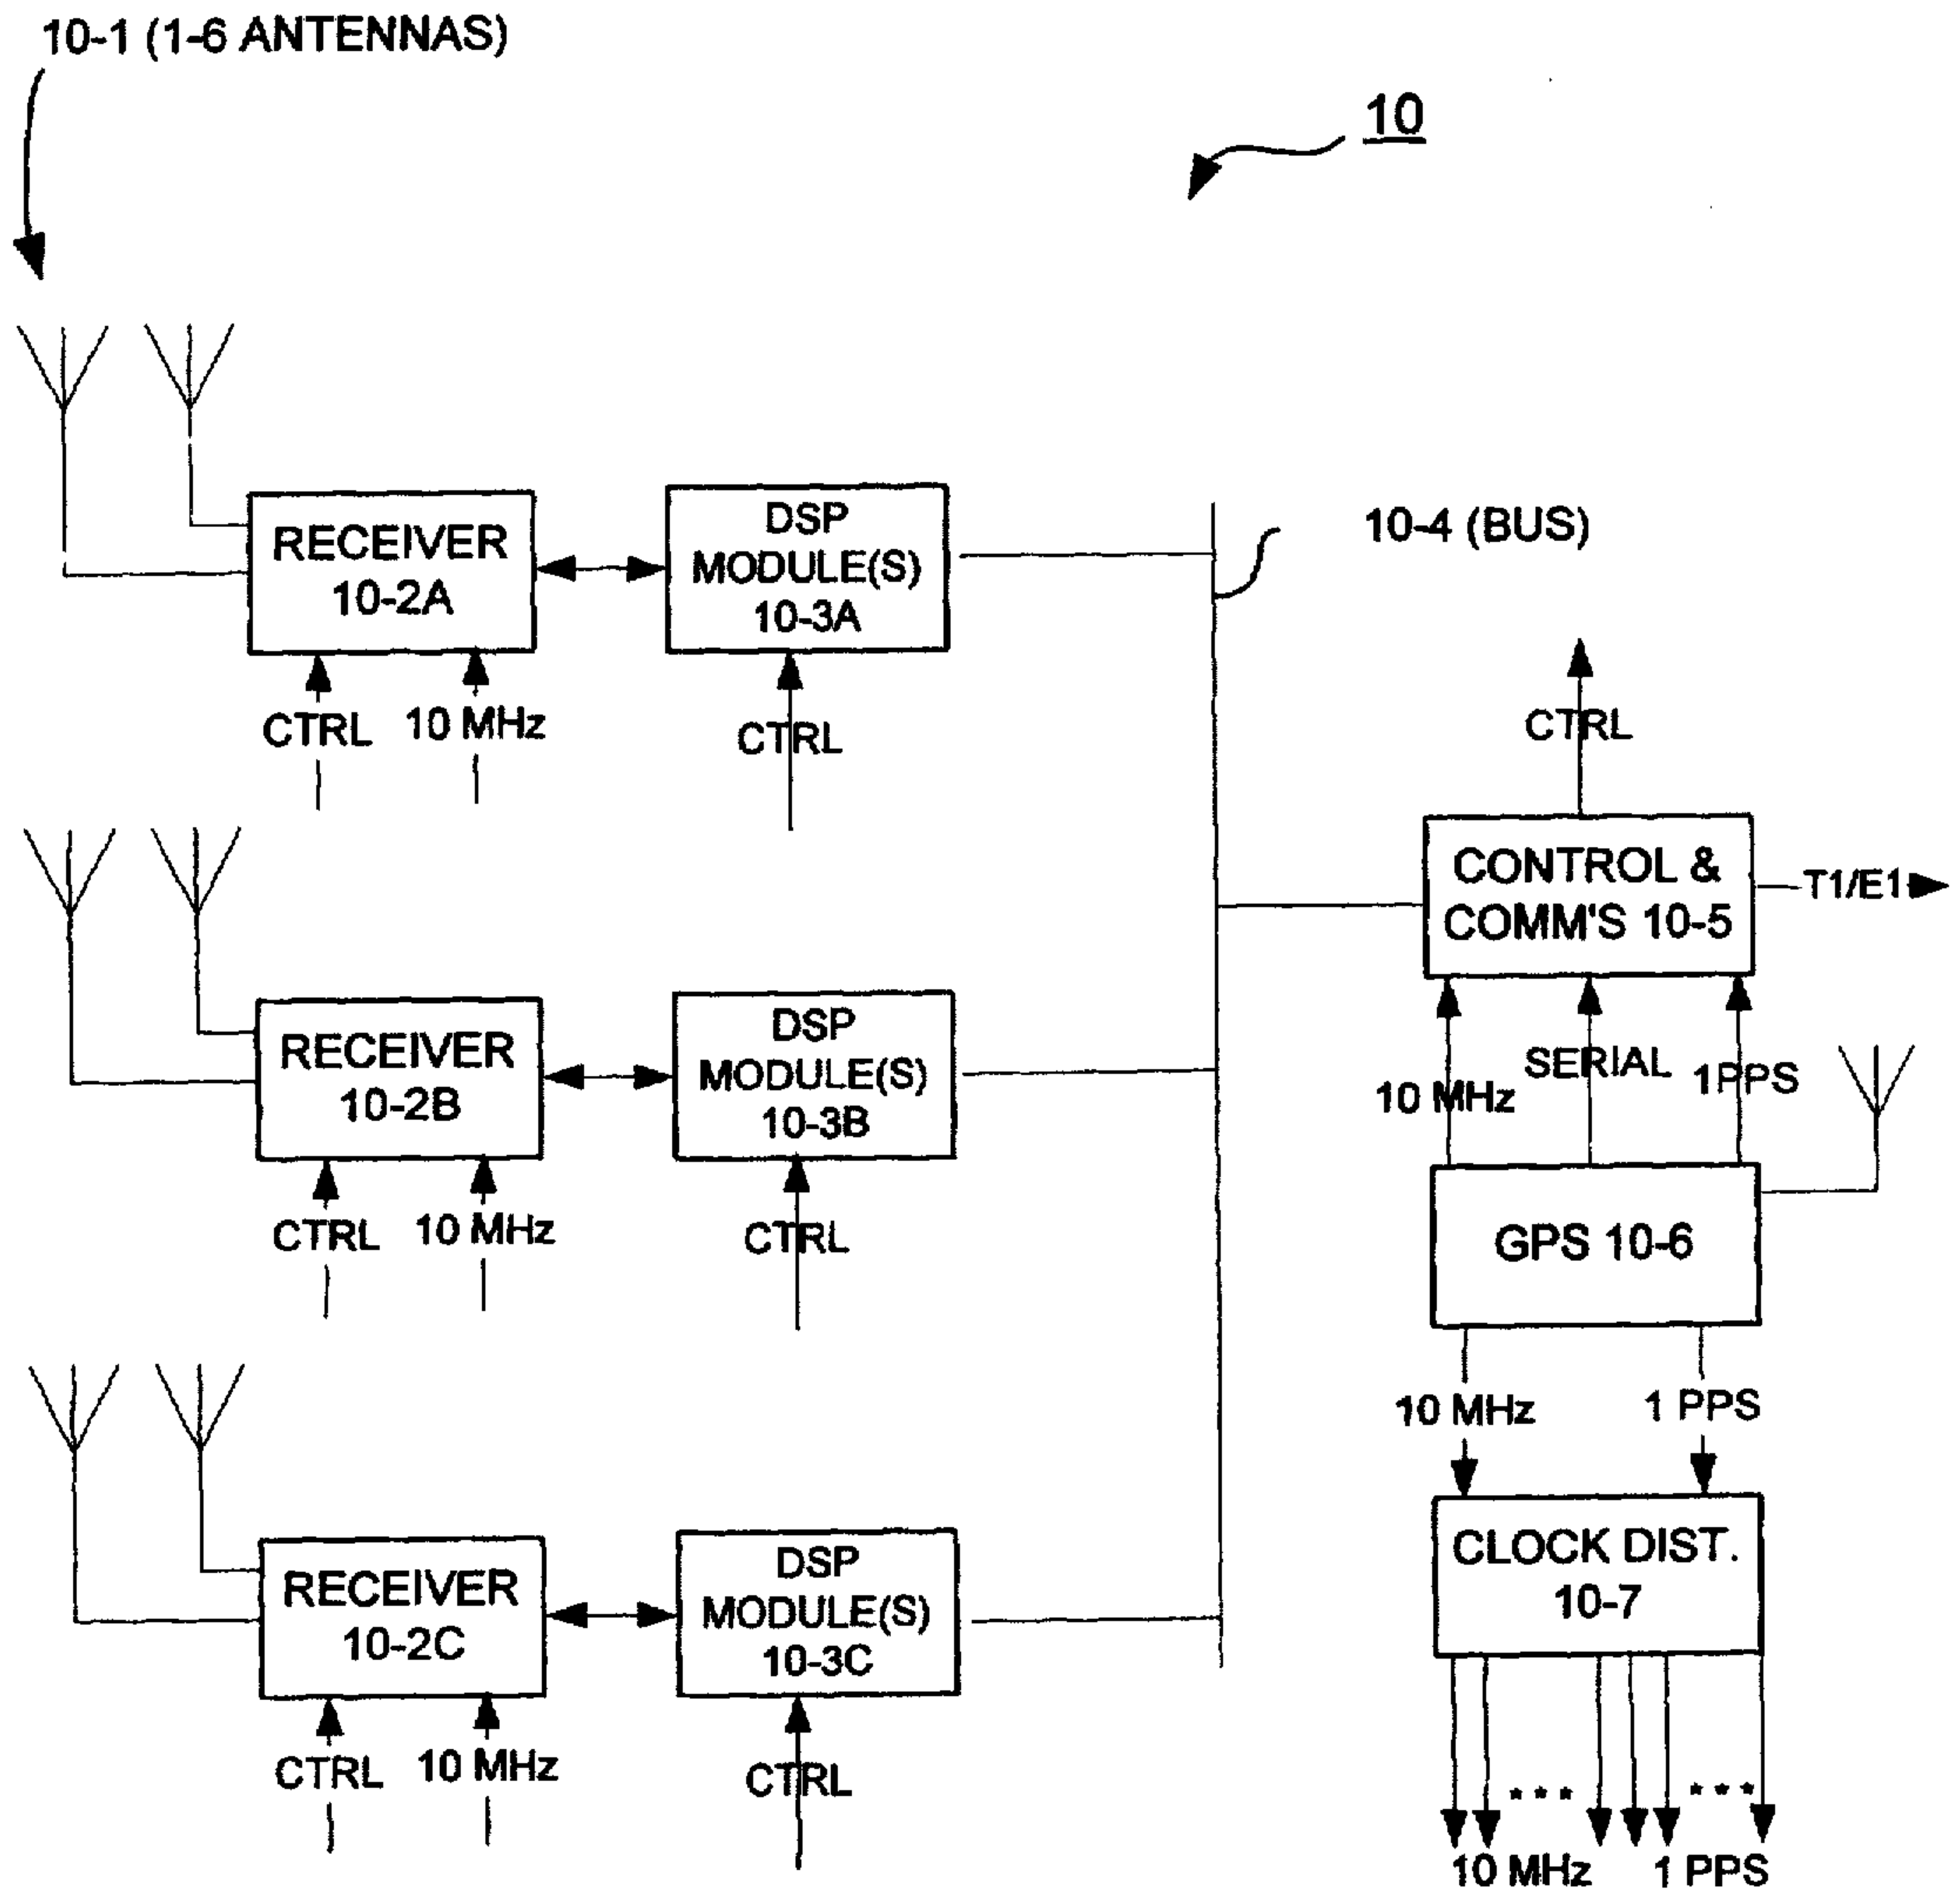 10-1 (1-6 ANTENNAS)
10
RECEIVER
10-2A
DSP
MODULE(S)
10-3A
10-4 (BUS)
CTRL
10 MHz
CTRL
CTRL
CONTROL &
COMM'S 10-5
T1/E1
RECEIVER
10-2B
DSP
MODULE(S)
10-3B
10 MHz
SERIAL
1PPS
CTRL
10 MHz
CTRL
GPS 10-6
10 MHz
1 PPS
RECEIVER
10-2C
DSP
MODULE(S)
10-3C
CLOCK DIST.
10-7
CTRL
10 MHz
CTRL
*** ***
10 MHz
1 PPS